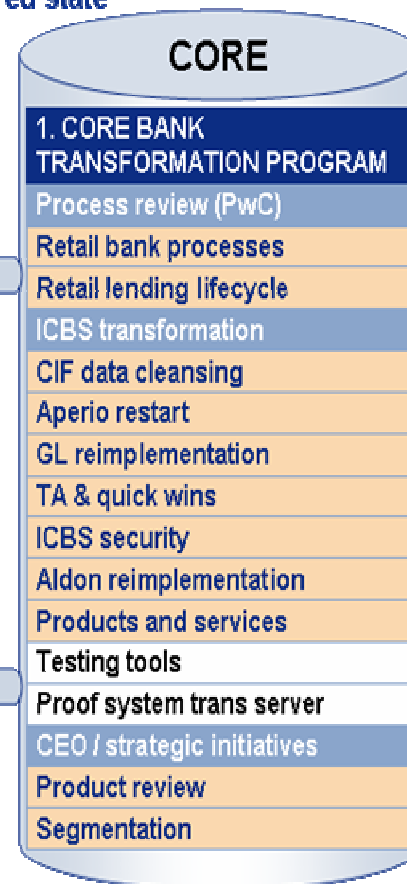 ed state
CORE
1. CORE BANK
TRANSFORMATION PROGRAM
Process review (PwC)
Retail bank processes
Retail lending lifecycle
ICBS transformation
CIF data cleansing
Aperio restart
GL reimplementation
TA & quick wins
ICBS security
Aldon reimplementation
Products and services
Testing tools
Proof system trans server
CEO / strategic initiatives
Product review
Segmentation